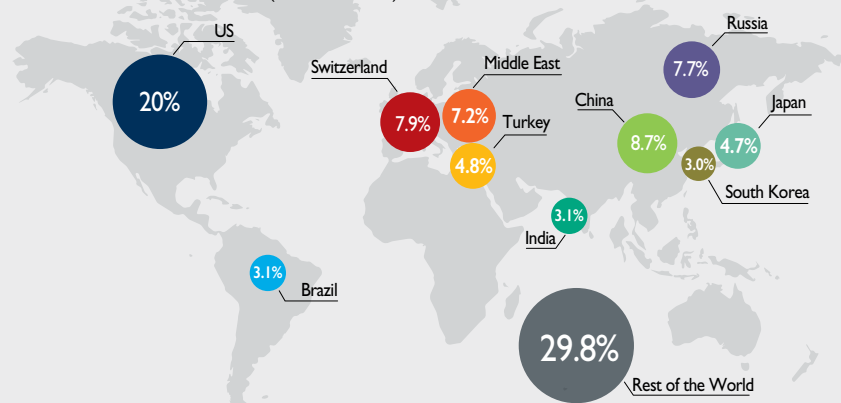 US
20%
Switzerland
7.9%
Middle East
7.2%
Turkey
4.8%
Russia
7.7%
China
8.7%
Japan
4.7%
3.0%
South Korea
3.1%
India
3.1%
Brazil
29.8%
Rest of the World